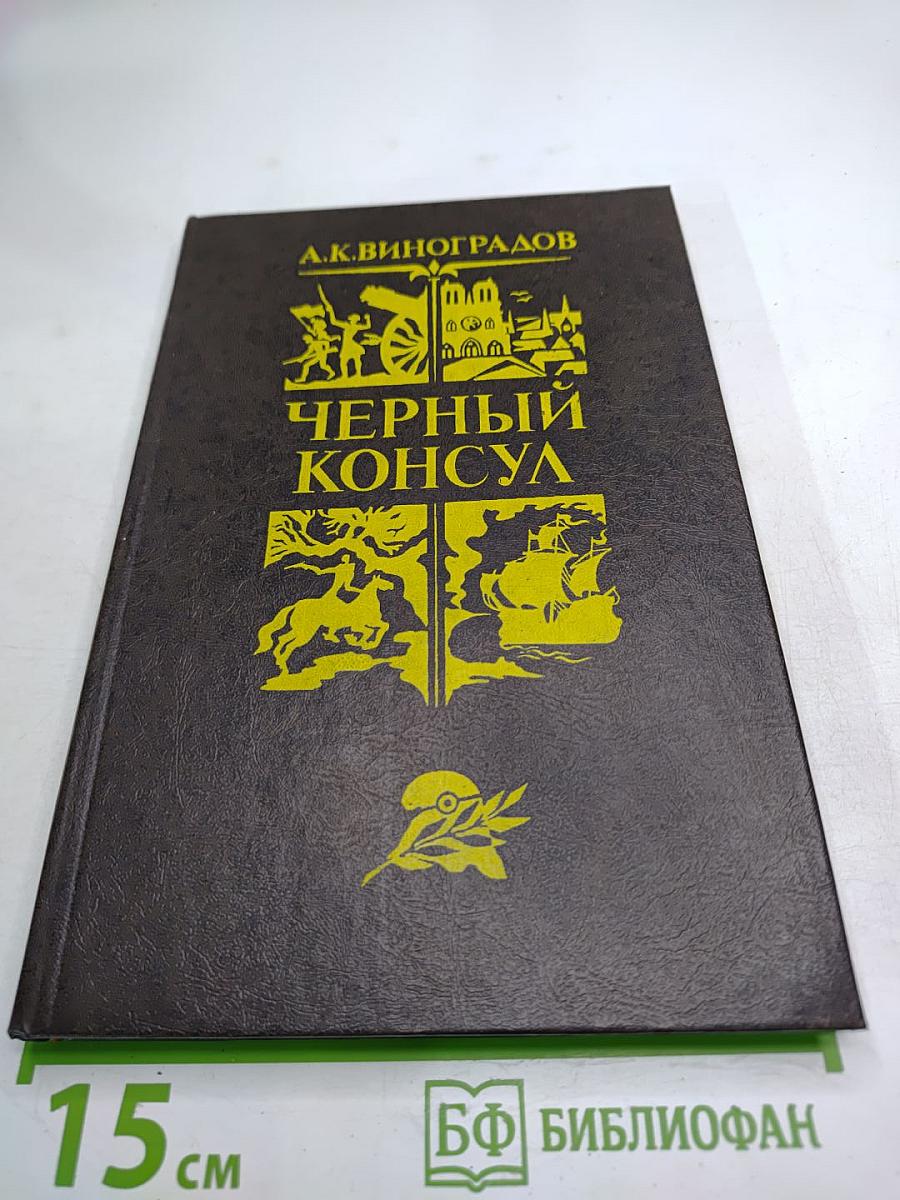 А.К.ВИНОГРАДОВ
ЧЕРНЫЙ
КОНСУЛ
15 см
БФ БИБЛИОФАН